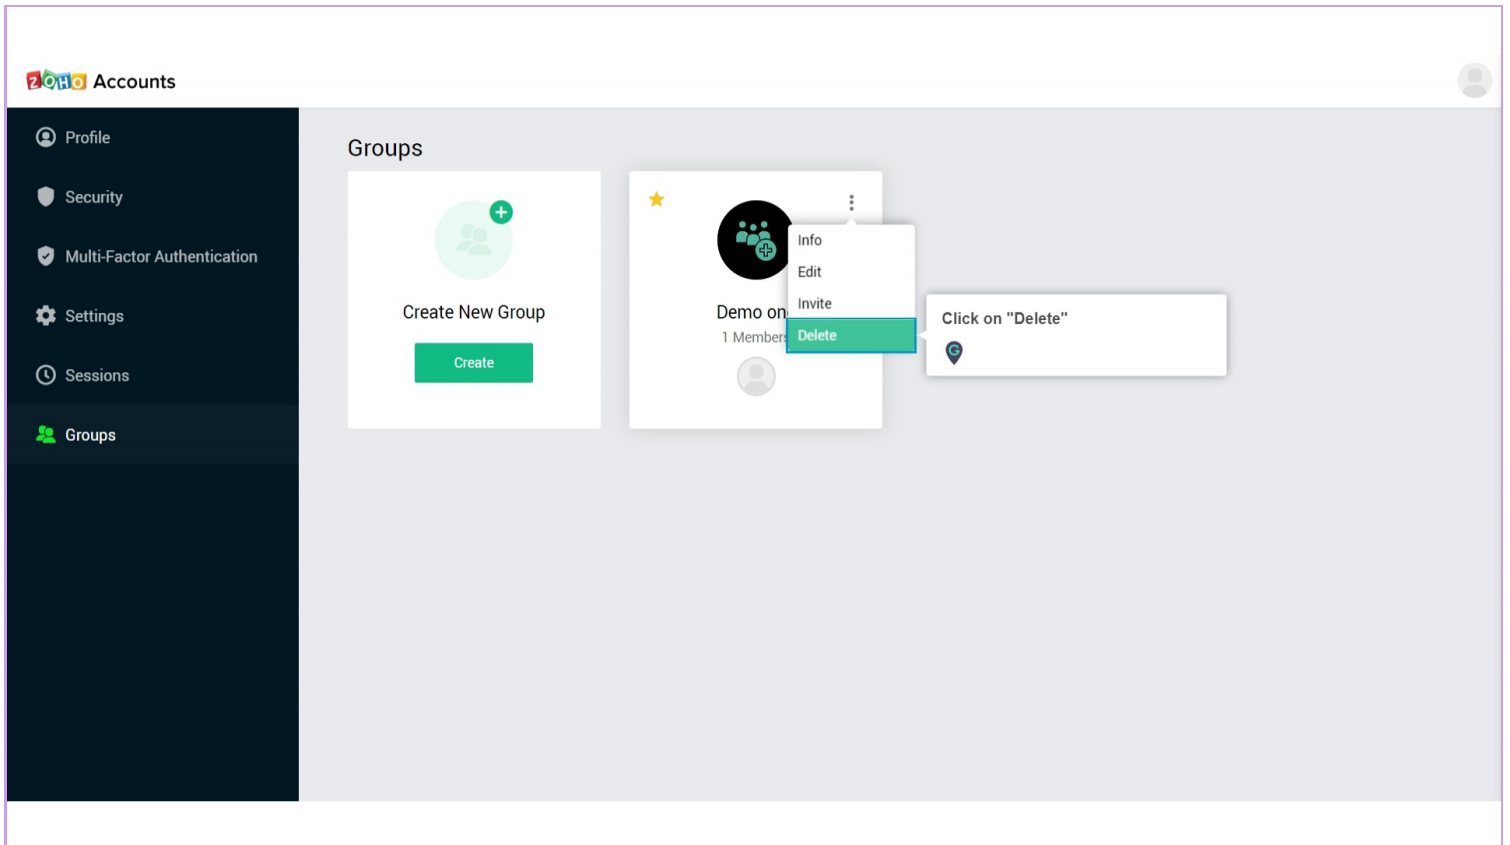 ZOHO Accounts
Profile
Security
Multi-Factor Authentication
Settings
Sessions
Groups
Groups
Create New Group
Create
Demo on
1 Members
Info
Edit
Invite
Delete
Click on "Delete"
G